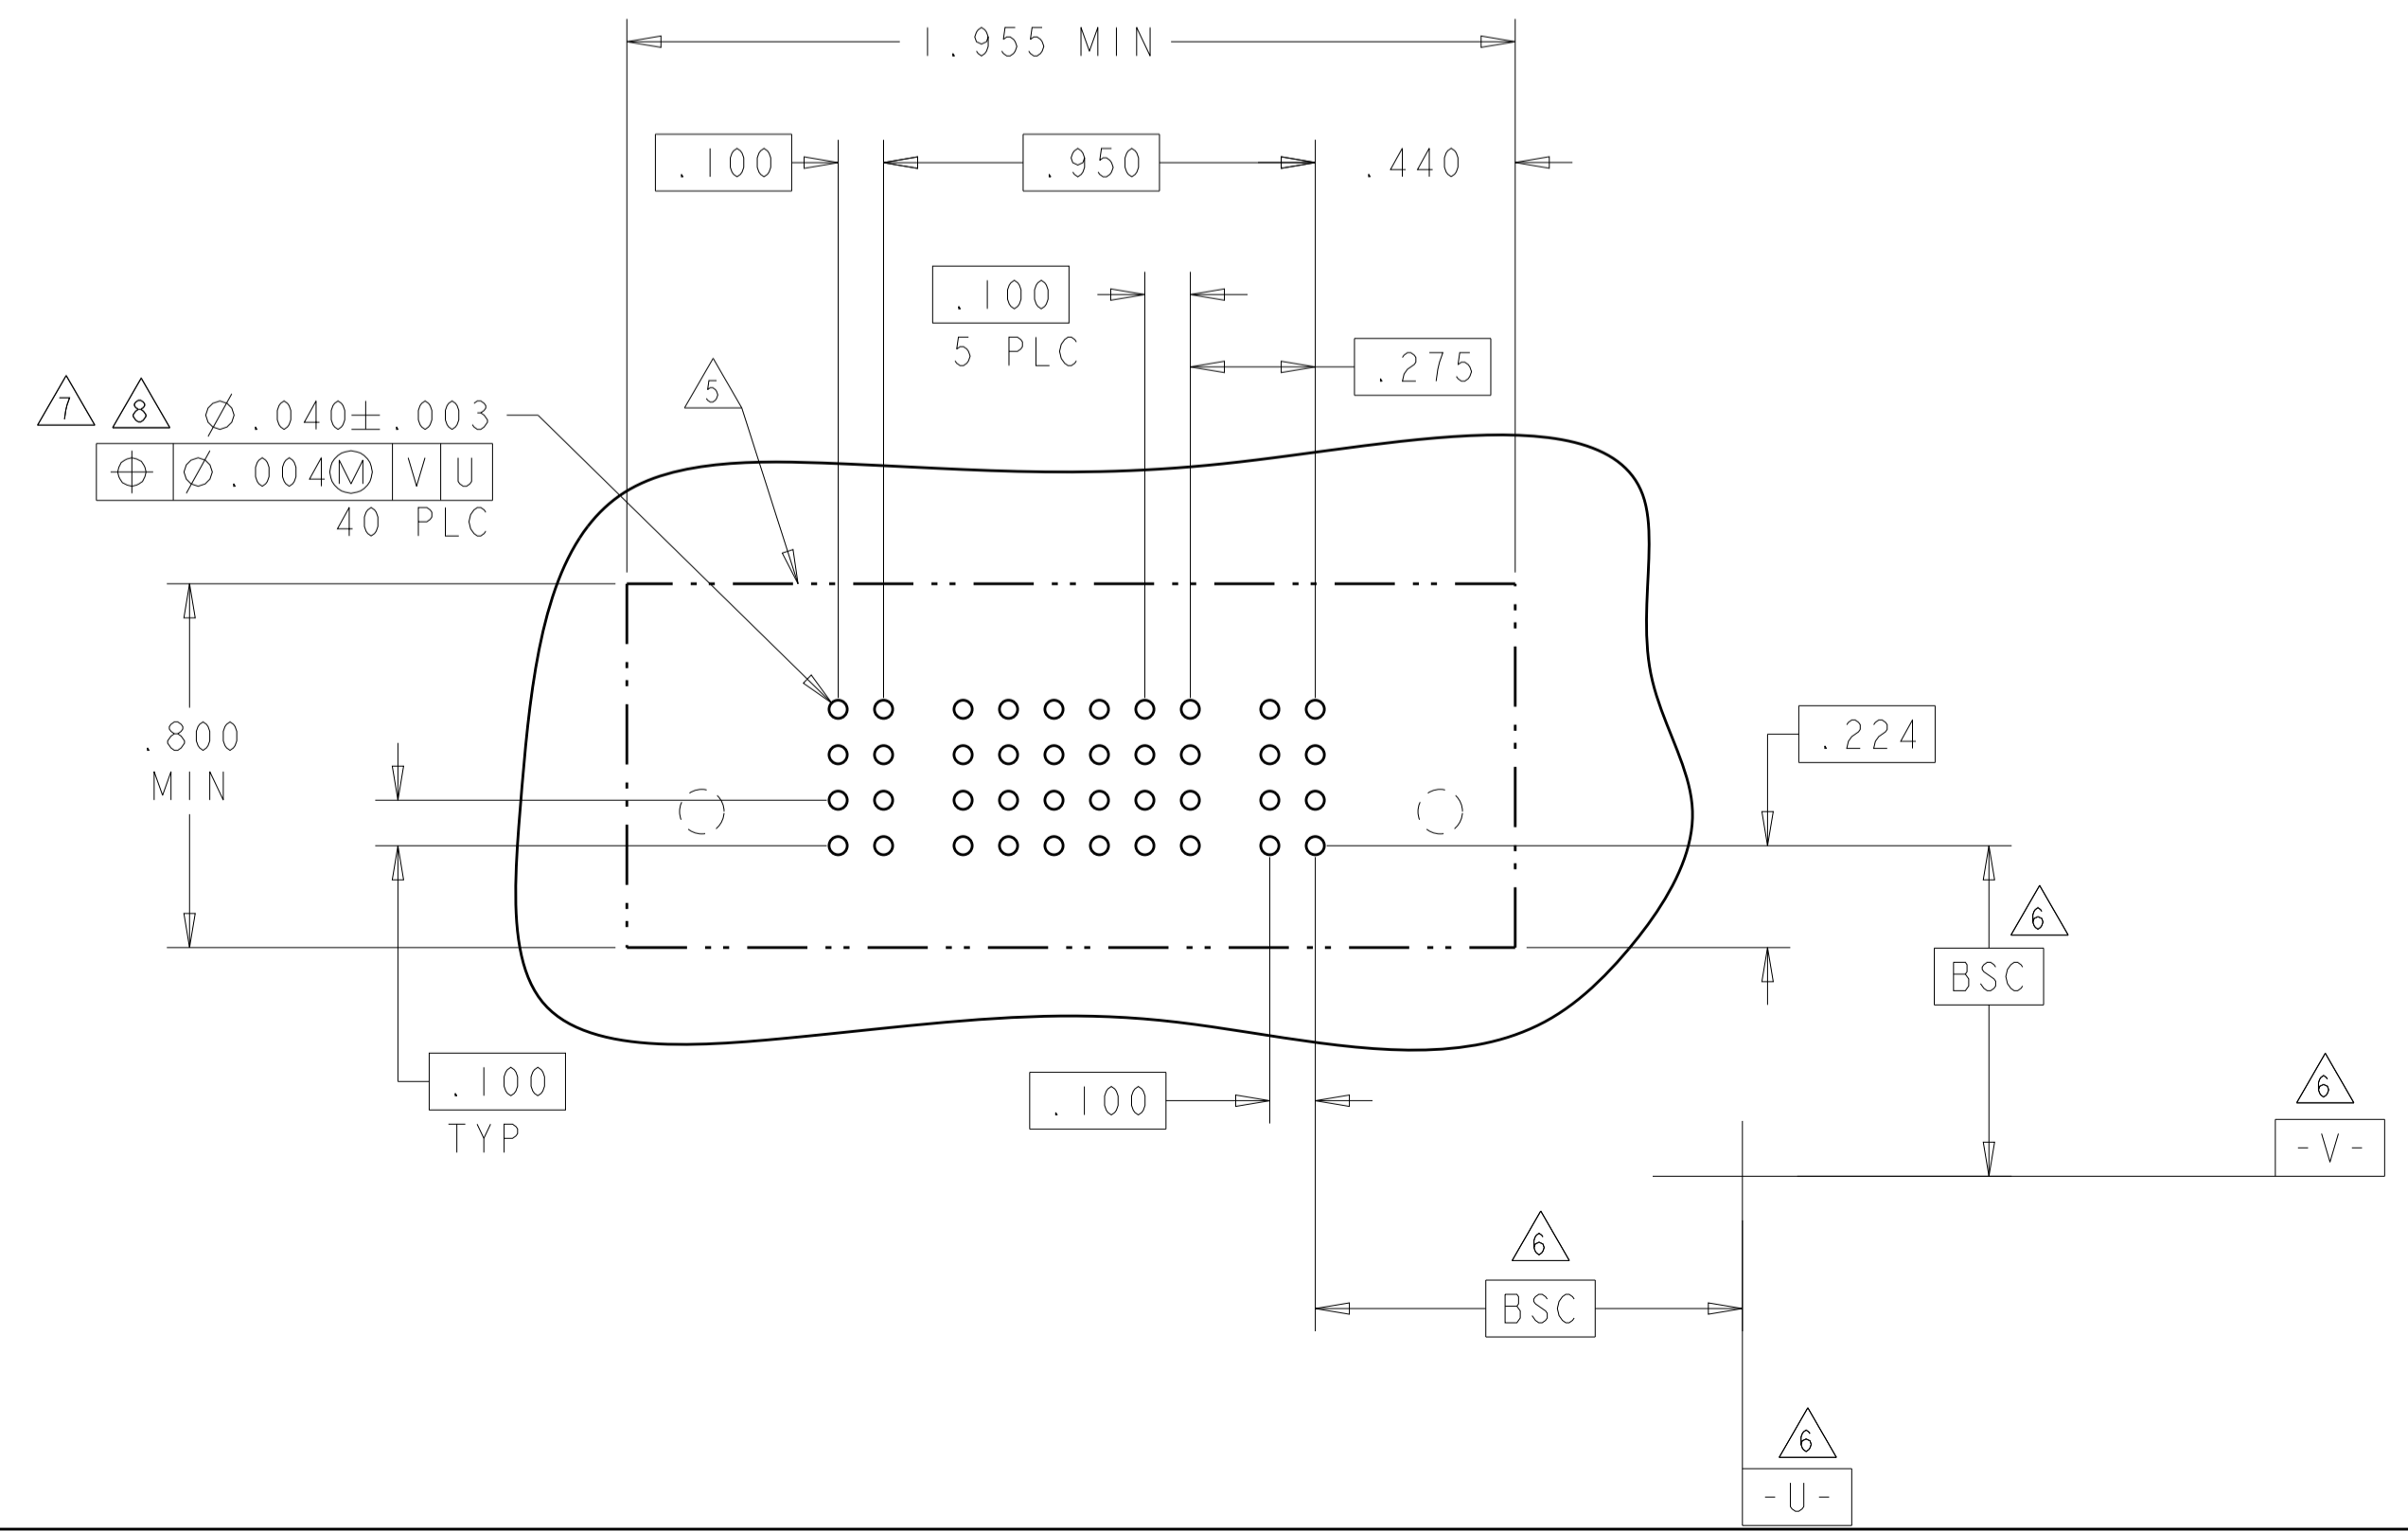 1.955 MIN
.100
.950
.440
.100
5 PLC
.275
5
7
8
⌀.040±.003
⌖ ⌀.004Ⓜ V U
40 PLC
.800
MIN
.224
6
BSC
.100
TYP
.100
6
-V-
6
BSC
6
-U-